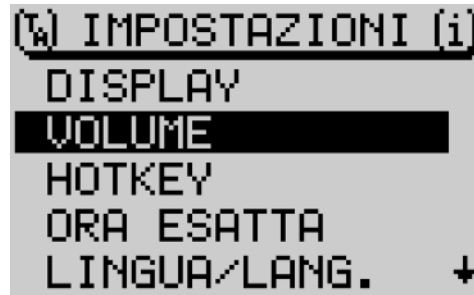 IMPOSTAZIONI (i)
DISPLAY
VOLUME
HOTKEY
ORA ESATTA
LINGUA/LANG.